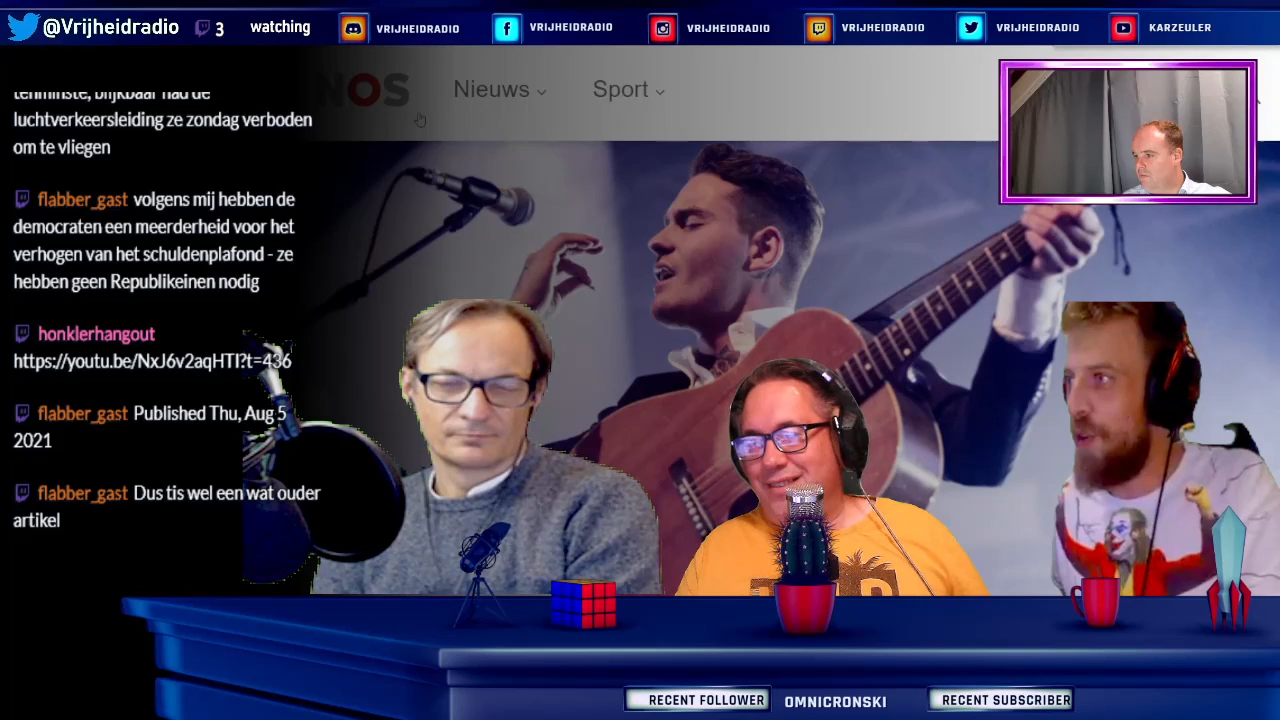 @Vrijheidradio 3 watching VRIJHEIDRADIO VRIJHEIDRADIO VRIJHEIDRADIO VRIJHEIDRADIO VRIJHEIDRADIO KARZEULER
NOS Nieuws Sport
tenminste, blijkbaar had de
luchtverkeersleiding ze zondag verboden
om te vliegen
flabber_gast volgens mij hebben de
democraten een meerderheid voor het
verhogen van het schuldenplafond - ze
hebben geen Republikeinen nodig
honklerhangout
https://youtu.be/NxJ6v2aqHTI?t=436
flabber_gast Published Thu, Aug 5
2021
flabber_gast Dus tis wel een wat ouder
artikel
RECENT FOLLOWER OMNICRONSKI RECENT SUBSCRIBER